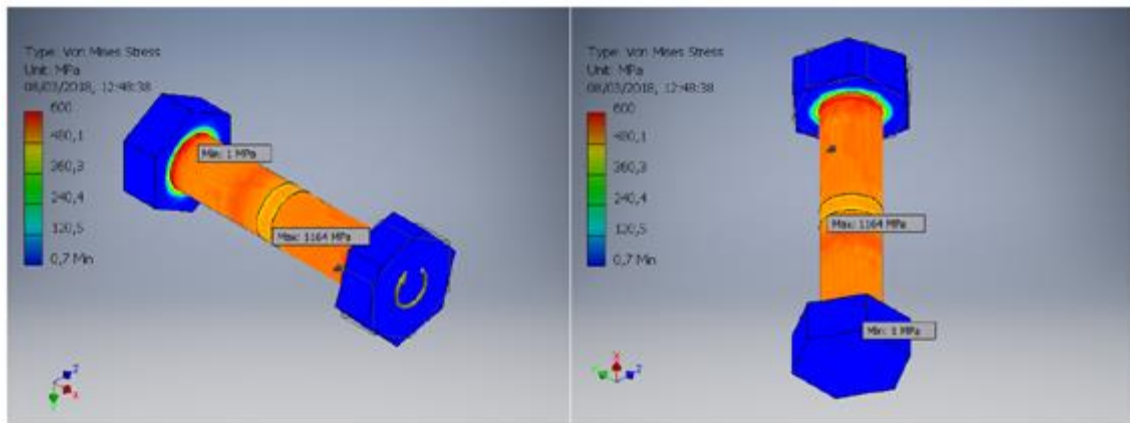 Type: Von Mises Stress
Unit: MPa
08/03/2018, 12:48:38
600
480,1
360,3
240,4
120,5
0,7 Min
Min: 1 MPa
Max: 1164 MPa
Z
X
Type: Von Mises Stress
Unit: MPa
08/03/2018, 12:48:38
600
480,1
360,3
240,4
120,5
0,7 Min
Max: 1164 MPa
Min: 1 MPa
X
Z